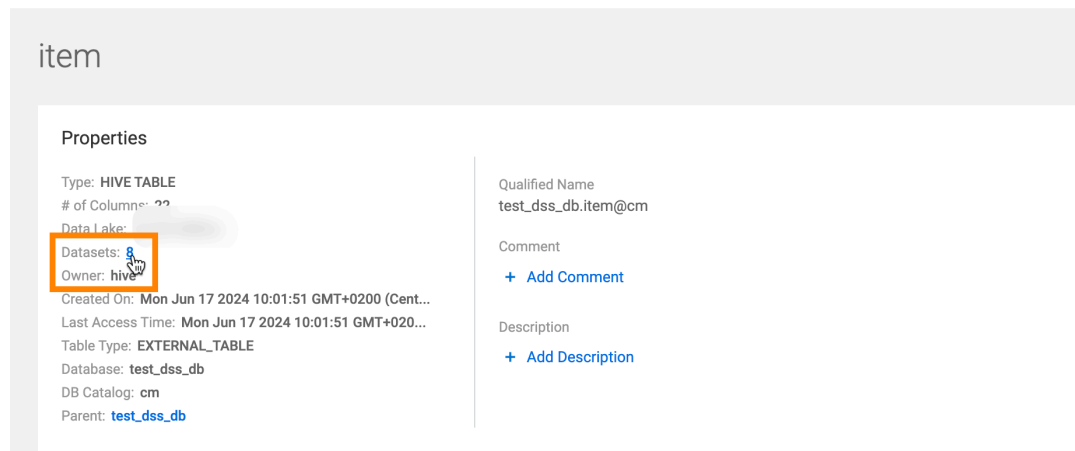 item
Properties
Type: HIVE TABLE
# of Columns: 22
Data Lake:
Datasets: 8
Owner: hive
Created On: Mon Jun 17 2024 10:01:51 GMT+0200 (Cent...
Last Access Time: Mon Jun 17 2024 10:01:51 GMT+020...
Table Type: EXTERNAL_TABLE
Database: test_dss_db
DB Catalog: cm
Parent: test_dss_db
Qualified Name
test_dss_db.item@cm
Comment
+ Add Comment
Description
+ Add Description